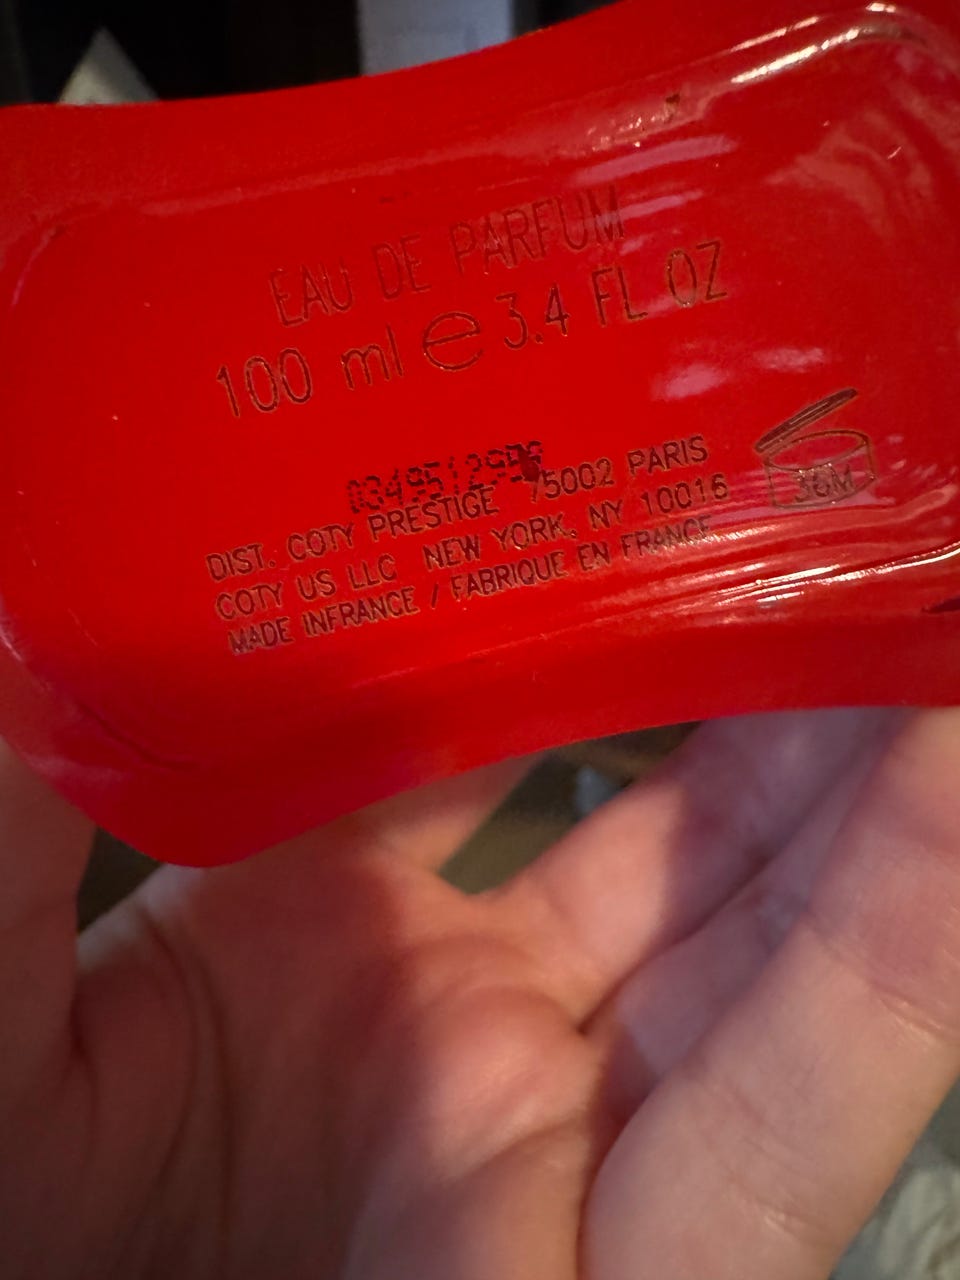 EAU DE PARFUM
100 ml e 3.4 FL OZ
DIST. COTY PRESTIGE 75002 PARIS
COTY US LLC NEW YORK, NY 10016
MADE INFRANCE / FABRIQUE EN FRANCE
36M